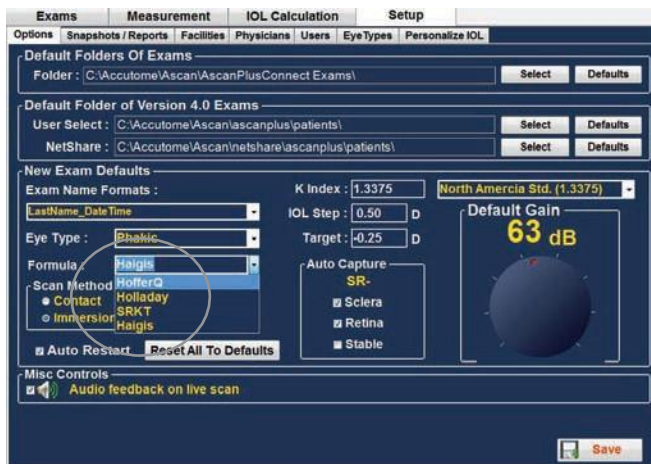 Exams Measurement IOL Calculation Setup
Options Snapshots / Reports Facilities Physicians Users Eye Types Personalize IOL
Default Folders Of Exams
Folder : C:\Accutome\Ascan\AscanPlusConnect Exams\ Select Defaults
Default Folder of Version 4.0 Exams
User Select : C:\Accutome\Ascan\ascanplus\patients\ Select Defaults
NetShare : C:\Accutome\Ascan\netshare\ascanplus\patients\ Select Defaults
New Exam Defaults
Exam Name Formats : K Index : 1.3375 North Amercia Std. (1.3375)
LastName_DateTime IOL Step : 0.50 D Default Gain
Eye Type : Phakic Target : -0.25 D 63 dB
Formula : Haigis Auto Capture
Scan Method HofferQ SR-
Contact Holladay Sclera
Immersion SRKT Retina
Haigis
Auto Restart Reset All To Defaults Stable
Misc Controls
Audio feedback on live scan
Save